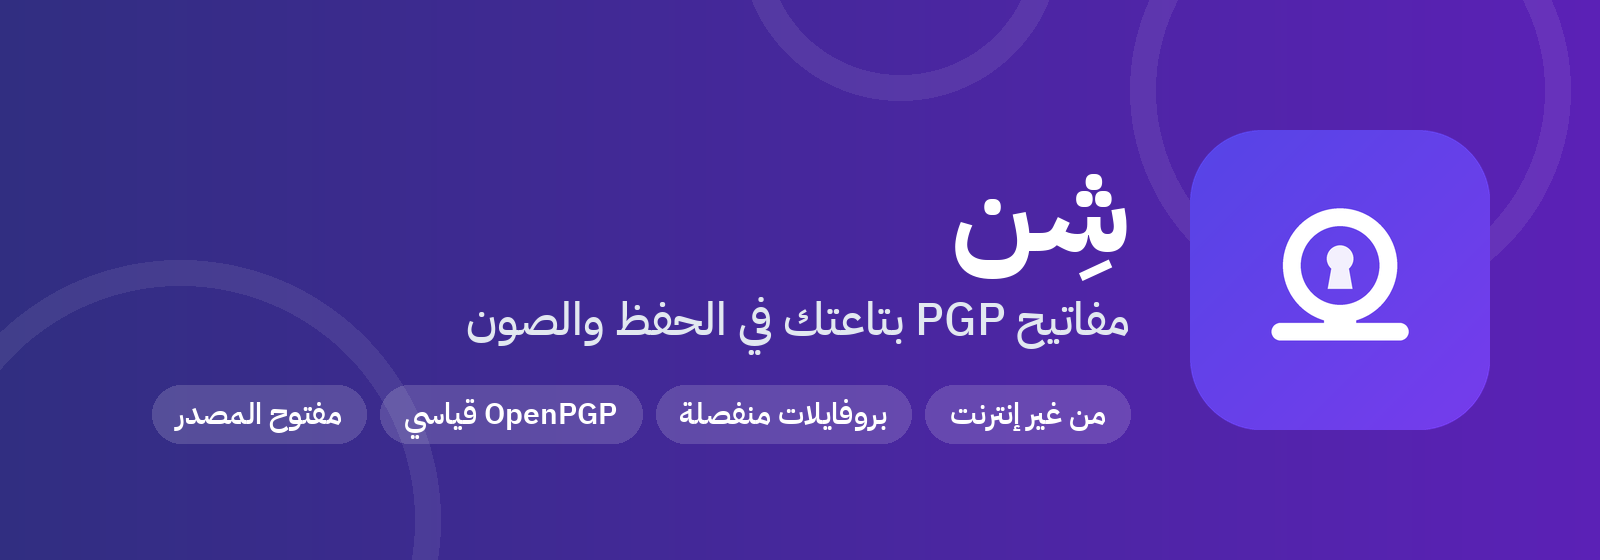 شِن
مفاتيح PGP بتاعتك في الحفظ والصون
من غير إنترنت
بروفايلات منفصلة
OpenPGP قياسي
مفتوح المصدر